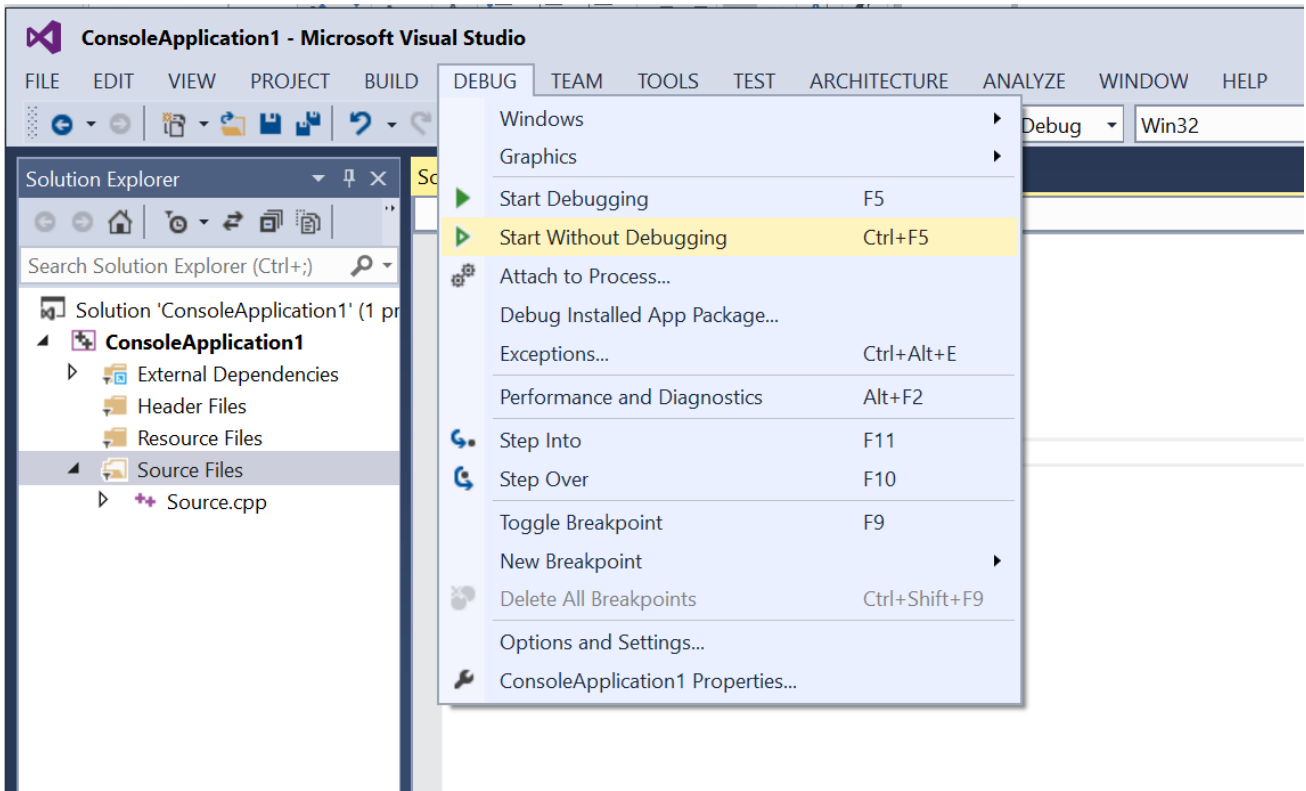 ConsoleApplication1 - Microsoft Visual Studio
FILE EDIT VIEW PROJECT BUILD DEBUG TEAM TOOLS TEST ARCHITECTURE ANALYZE WINDOW HELP
Debug Win32
Solution Explorer
Search Solution Explorer (Ctrl+;)
Solution 'ConsoleApplication1' (1 pr
ConsoleApplication1
External Dependencies
Header Files
Resource Files
Source Files
Source.cpp
Sc
Windows
Graphics
Start Debugging F5
Start Without Debugging Ctrl+F5
Attach to Process...
Debug Installed App Package...
Exceptions... Ctrl+Alt+E
Performance and Diagnostics Alt+F2
Step Into F11
Step Over F10
Toggle Breakpoint F9
New Breakpoint
Delete All Breakpoints Ctrl+Shift+F9
Options and Settings...
ConsoleApplication1 Properties...